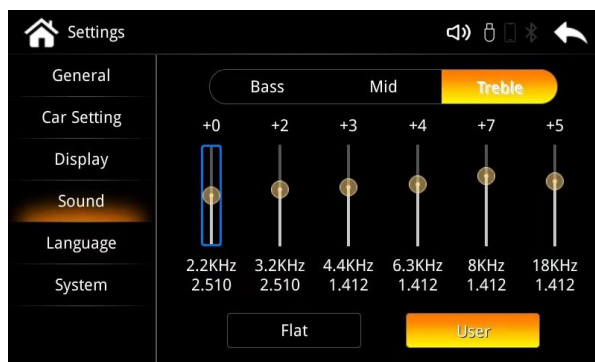 Settings
General
Car Setting
Display
Sound
Language
System
Bass Mid Treble
+0 +2 +3 +4 +7 +5
2.2KHz 3.2KHz 4.4KHz 6.3KHz 8KHz 18KHz
2.510 2.510 1.412 1.412 1.412 1.412
Flat User